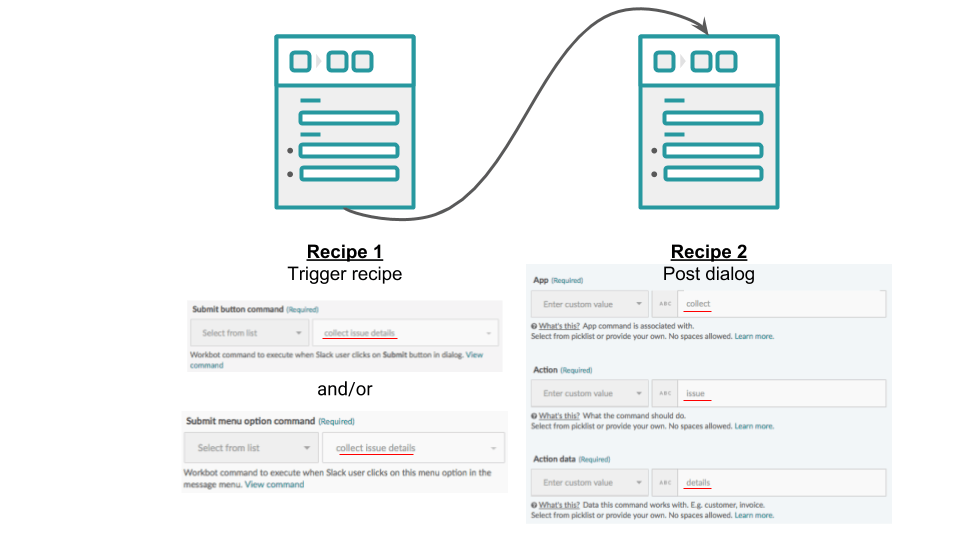 Recipe 1
Trigger recipe
Submit button command (Required)
Select from list
collect issue details
Workbot command to execute when Slack user clicks on Submit button in dialog. View
command
and/or
Submit menu option command (Required)
Select from list
collect issue details
Workbot command to execute when Slack user clicks on this menu option in the
message menu. View command
Recipe 2
Post dialog
App (Required)
Enter custom value
ABC
collect
What's this? App command is associated with.
Select from picklist or provide your own. No spaces allowed. Learn more.
Action (Required)
Enter custom value
ABC
issue
What's this? What the command should do.
Select from picklist or provide your own. No spaces allowed. Learn more.
Action data (Required)
Enter custom value
ABC
details
What's this? Data this command works with. E.g. customer, invoice.
Select from picklist or provide your own. No spaces allowed. Learn more.